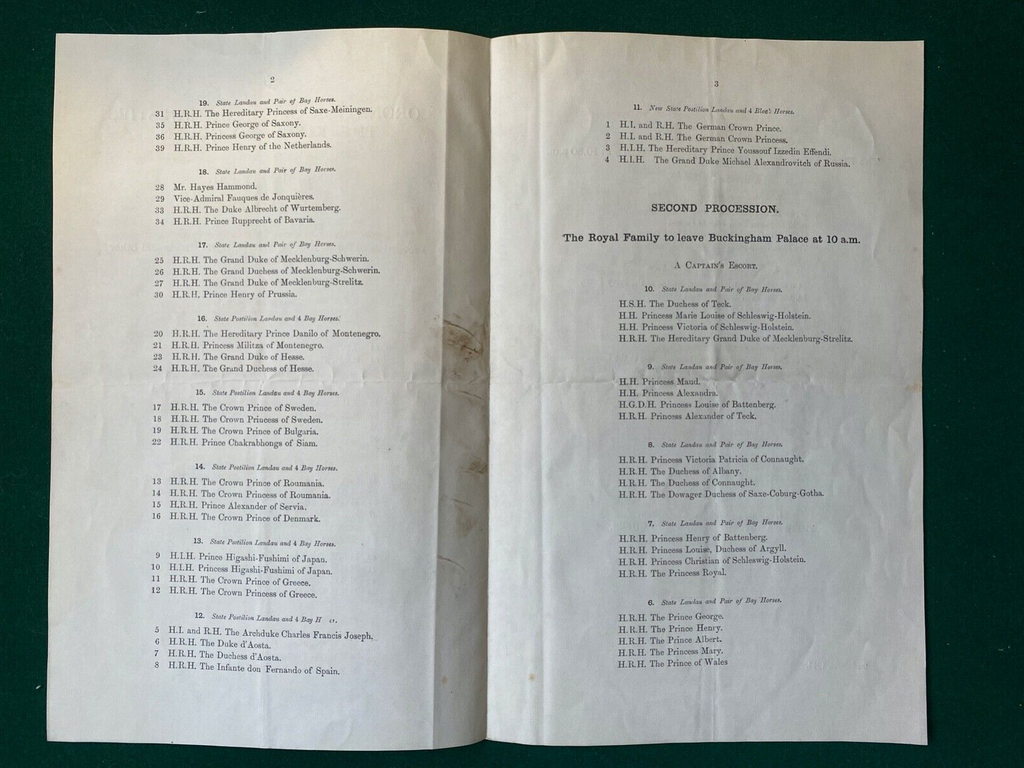 2
19. State Landau and Pair of Bay Horses.
31 H.R.H. The Hereditary Princess of Saxe-Meiningen.
35 H.R.H. Prince George of Saxony.
36 H.R.H. Princess George of Saxony.
39 H.R.H. Prince Henry of the Netherlands.
18. State Landau and Pair of Bay Horses.
28 Mr. Hayes Hammond.
29 Vice-Admiral Fauques de Jonquières.
33 H.R.H. The Duke Albrecht of Wurtemberg.
34 H.R.H. Prince Rupprecht of Bavaria.
17. State Landau and Pair of Bay Horses.
25 H.R.H. The Grand Duke of Mecklenburg-Schwerin.
26 H.R.H. The Grand Duchess of Mecklenburg-Schwerin.
27 H.R.H. The Grand Duke of Mecklenburg-Strelitz.
30 H.R.H. Prince Henry of Prussia.
16. State Postilion Landau and 4 Bay Horses.
20 H.R.H. The Hereditary Prince Danilo of Montenegro.
21 H.R.H. Princess Militza of Montenegro.
23 H.R.H. The Grand Duke of Hesse.
24 H.R.H. The Grand Duchess of Hesse.
15. State Postilion Landau and 4 Bay Horses.
17 H.R.H. The Crown Prince of Sweden.
18 H.R.H. The Crown Princess of Sweden.
19 H.R.H. The Crown Prince of Bulgaria.
22 H.R.H. Prince Chakrabhongs of Siam.
14. State Postilion Landau and 4 Bay Horses.
13 H.R.H. The Crown Prince of Roumania.
14 H.R.H. The Crown Princess of Roumania.
15 H.R.H. Prince Alexander of Servia.
16 H.R.H. The Crown Prince of Denmark.
13. State Postilion Landau and 4 Bay Horses.
9 H.I.H. Prince Higashi-Fushimi of Japan.
10 H.I.H. Princess Higashi-Fushimi of Japan.
11 H.R.H. The Crown Prince of Greece.
12 H.R.H. The Crown Princess of Greece.
12. State Postilion Landau and 4 Bay H
5 H.I. and R.H. The Archduke Charles Francis Joseph.
6 H.R.H. The Duke d'Aosta.
7 H.R.H. The Duchess d'Aosta.
8 H.R.H. The Infante don Fernando of Spain.
3
11. New State Postilion Landau and 4 Horses.
1 H.I. and R.H. The German Crown Prince.
2 H.I. and R.H. The German Crown Princess.
3 H.I.H. The Hereditary Prince Youssouf Izzedin Effendi.
4 H.I.H. The Grand Duke Michael Alexandrovitch of Russia.
SECOND PROCESSION.
The Royal Family to leave Buckingham Palace at 10 a.m.
A CAPTAIN'S ESCORT.
10. State Landau and Pair of Bay Horses.
H.S.H. The Duchess of Teck.
H.H. Princess Marie Louise of Schleswig-Holstein.
H.H. Princess Victoria of Schleswig-Holstein.
H.R.H. The Hereditary Grand Duke of Mecklenburg-Strelitz.
9. State Landau and Pair of Bay Horses.
H.H. Princess Maud.
H.H. Princess Alexandra.
H.G.D.H. Princess Louise of Battenberg.
H.R.H. Princess Alexander of Teck.
8. State Landau and Pair of Bay Horses.
H.R.H. Princess Victoria Patricia of Connaught.
H.R.H. The Duchess of Albany.
H.R.H. The Duchess of Connaught.
H.R.H. The Dowager Duchess of Saxe-Coburg-Gotha.
7. State Landau and Pair of Bay Horses.
H.R.H. Princess Henry of Battenberg.
H.R.H. Princess Louise, Duchess of Argyll.
H.R.H. Princess Christian of Schleswig-Holstein.
H.R.H. The Princess Royal.
6. State Landau and Pair of Bay Horses.
H.R.H. The Prince George.
H.R.H. The Prince Henry.
H.R.H. The Prince Albert.
H.R.H. The Princess Mary.
H.R.H. The Prince of Wales